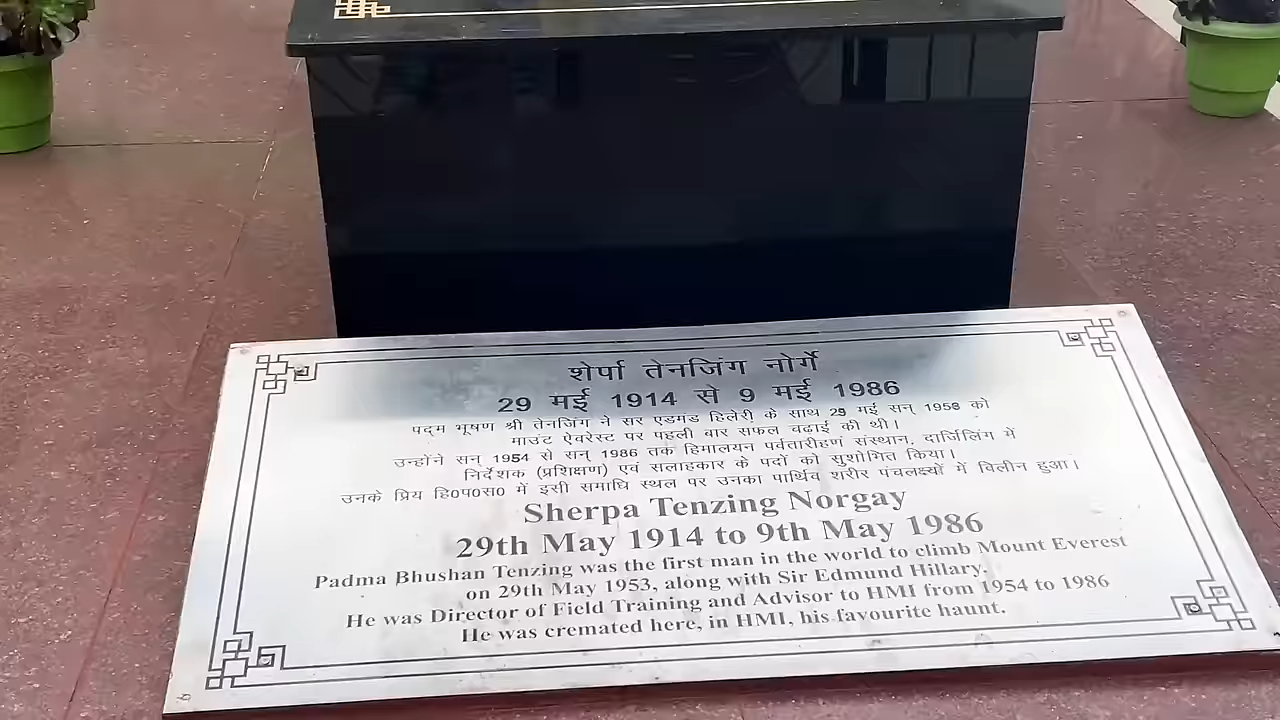 शेर्पा तेनजिंग नोर्गे
29 मई 1914 से 9 मई 1986
पद्म भूषण श्री तेनजिंग ने सर एडमंड हिलेरी के साथ 29 मई सन् 1953 को
माउंट ऐवरेस्ट पर पहली बार सफल चढाई की थी।
उन्होंने सन् 1954 से सन् 1986 तक हिमालयन पर्वतारीहण संस्थान, दार्जिलिंग में
निर्देशक (प्रशिक्षण) एवं सलाहकार के पदों को सुशोभित किया।
उनके प्रिय हि0प0स0 में इसी समाधि स्थल पर उनका पार्थिव शरीर में विलीन हुआ।
Sherpa Tenzing Norgay
29th May 1914 to 9th May 1986
Padma Bhushan Tenzing was the first man in the world to climb Mount Everest
on 29th May 1953, along with Sir Edmund Hillary.
He was Director of Field Training and Advisor to HMI from 1954 to 1986
He was cremated here, in HMI, his favourite haunt.